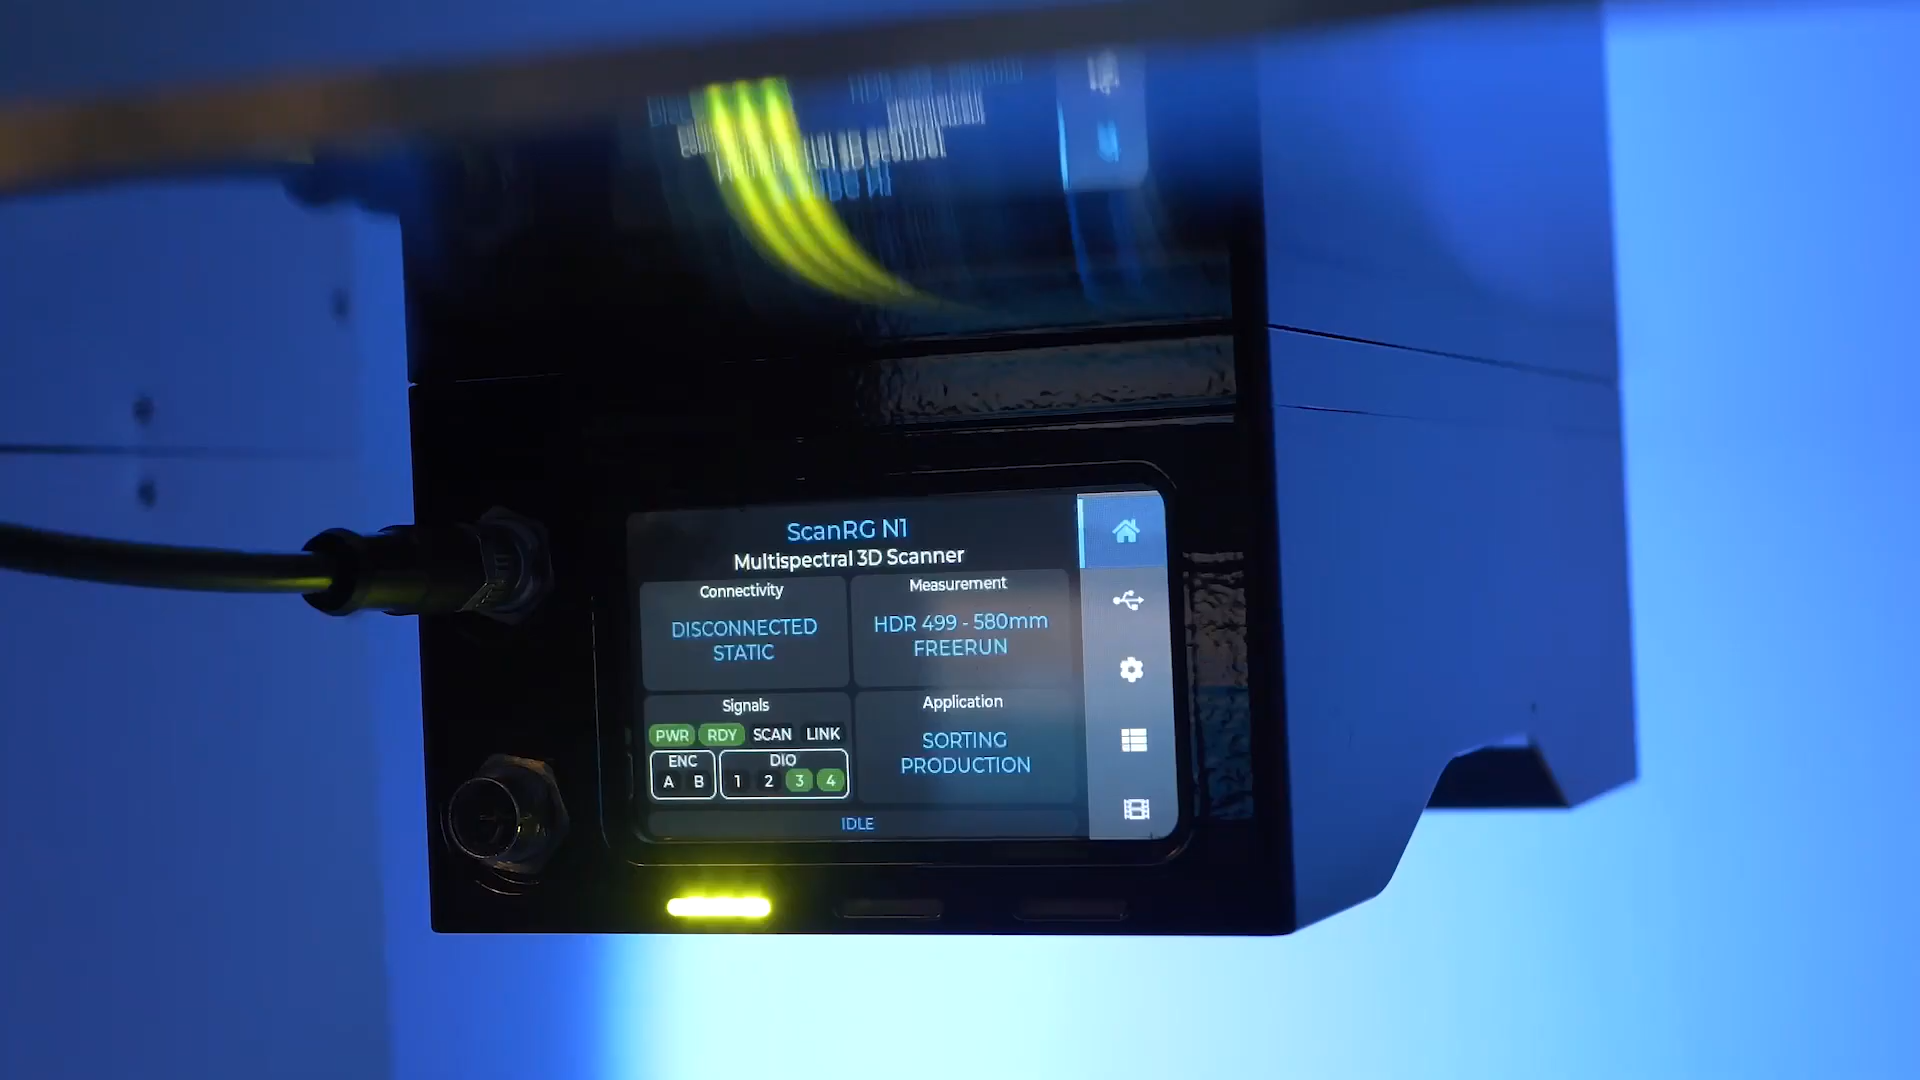 ScanRG N1
Multispectral 3D Scanner
Connectivity
DISCONNECTED
STATIC
Measurement
HDR 499 - 580mm
FREERUN
Signals
PWR RDY SCAN LINK
ENC
A B
DIO
1 2 3 4
Application
SORTING
PRODUCTION
IDLE